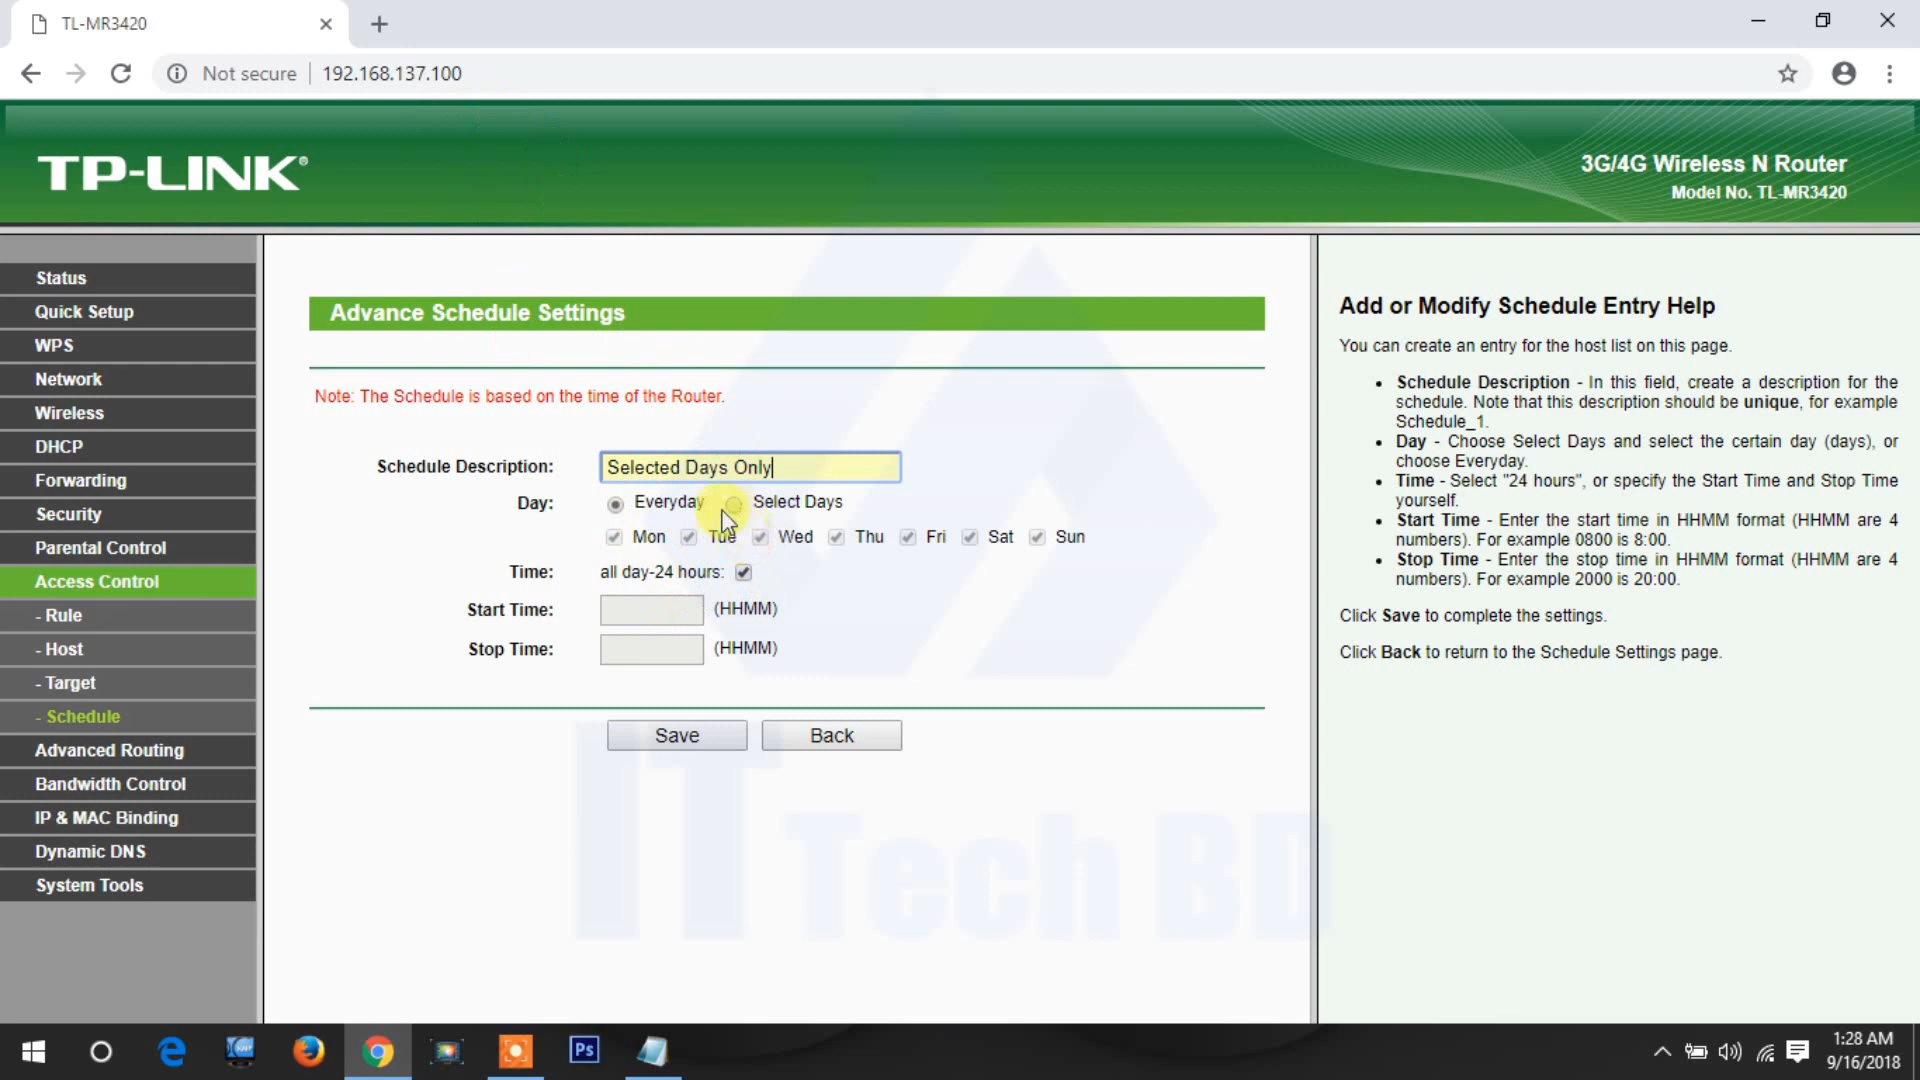 TL-MR3420
Not secure
192.168.137.100
TP-LINK®
3G/4G Wireless N Router
Model No. TL-MR3420
Status
Quick Setup
WPS
Network
Wireless
DHCP
Forwarding
Security
Parental Control
Access Control
- Rule
- Host
- Target
- Schedule
Advanced Routing
Bandwidth Control
IP & MAC Binding
Dynamic DNS
System Tools
Advance Schedule Settings
Note: The Schedule is based on the time of the Router.
Schedule Description: Selected Days Only
Day: Everyday Select Days
Mon Tue Wed Thu Fri Sat Sun
Time: all day-24 hours:
Start Time: (HHMM)
Stop Time: (HHMM)
Save Back
IT Tech BD
Add or Modify Schedule Entry Help
You can create an entry for the host list on this page.
• Schedule Description - In this field, create a description for the
schedule. Note that this description should be unique, for example
Schedule_1.
• Day - Choose Select Days and select the certain day (days), or
choose Everyday.
• Time - Select "24 hours", or specify the Start Time and Stop Time
yourself.
• Start Time - Enter the start time in HHMM format (HHMM are 4
numbers). For example 0800 is 8:00.
• Stop Time - Enter the stop time in HHMM format (HHMM are 4
numbers). For example 2000 is 20:00.
Click Save to complete the settings.
Click Back to return to the Schedule Settings page.
Ps
1:28 AM
9/16/2018